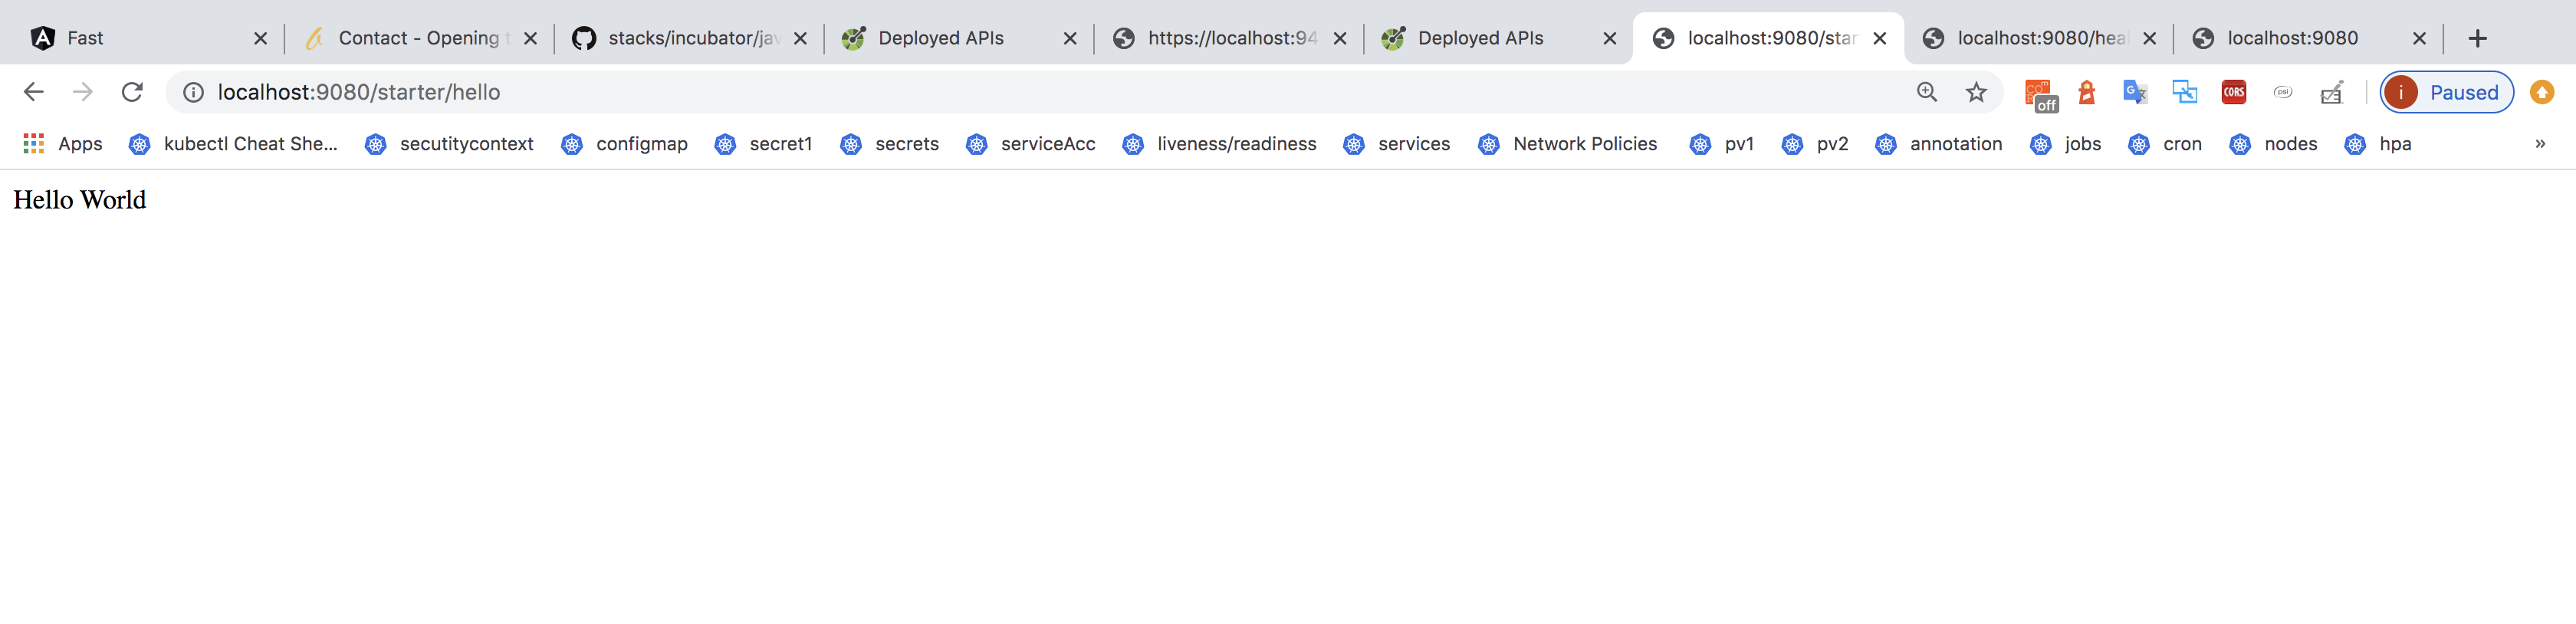 Fast Contact - Opening t stacks/incubator/jav Deployed APIs https://localhost:94 Deployed APIs localhost:9080/star localhost:9080/heal localhost:9080
localhost:9080/starter/hello off CORS psi i Paused
Apps kubectl Cheat She... secutitycontext configmap secret1 secrets serviceAcc liveness/readiness services Network Policies pv1 pv2 annotation jobs cron nodes hpa »
Hello World